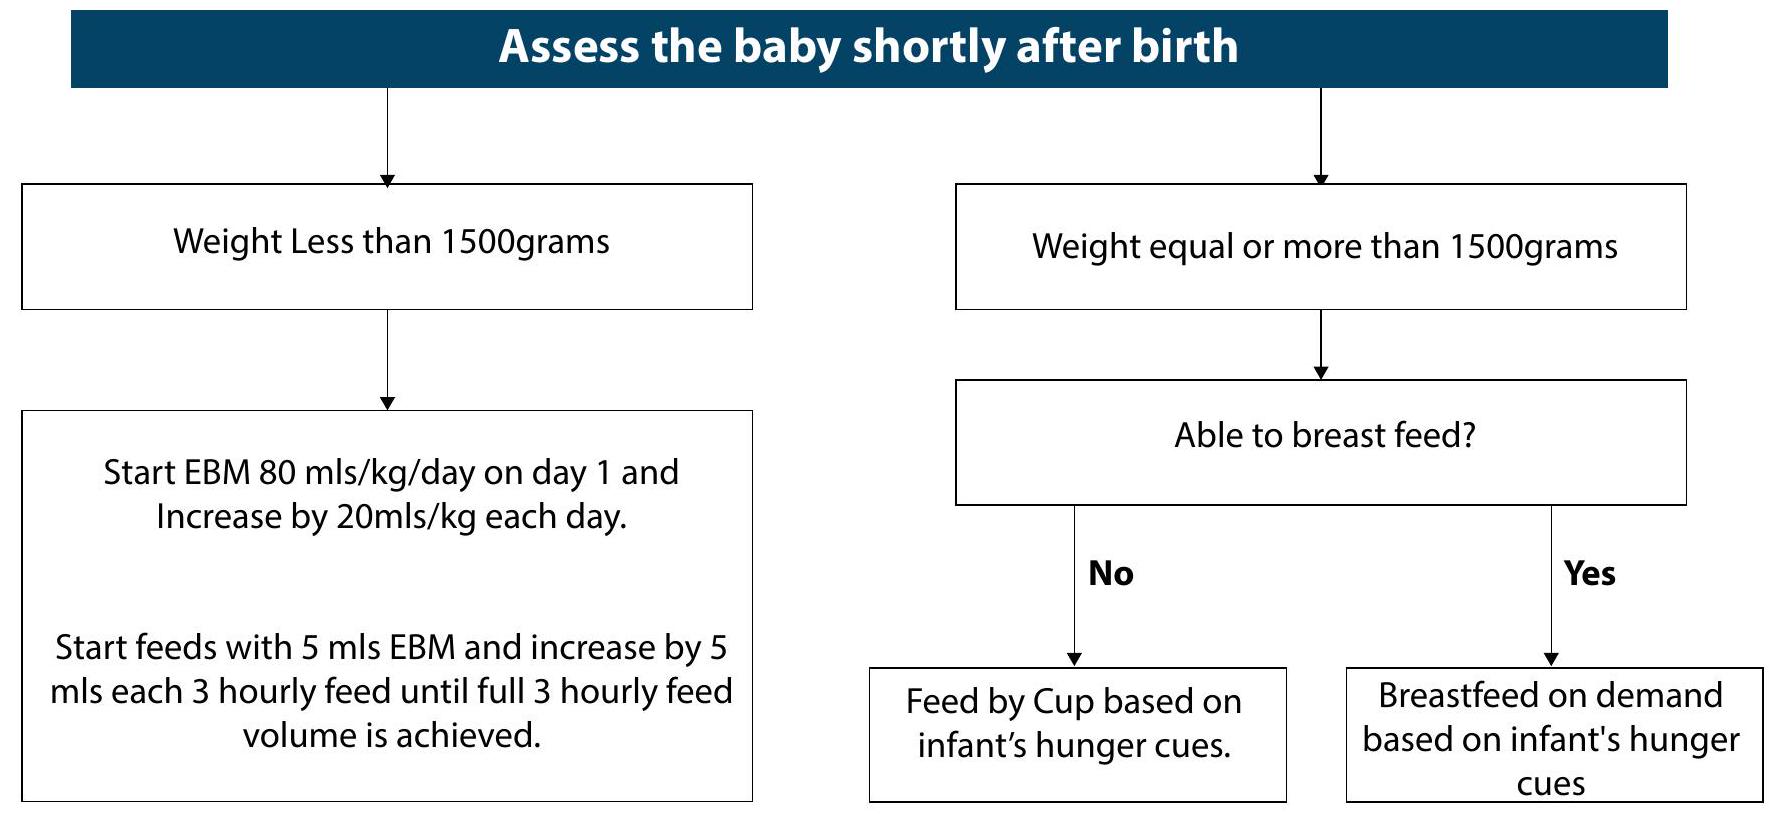 Assess the baby shortly after birth
Weight Less than 1500grams
Start EBM 80 mls/kg/day on day 1 and
Increase by 20mls/kg each day.
Start feeds with 5 mls EBM and increase by 5
mls each 3 hourly feed until full 3 hourly feed
volume is achieved.
Weight equal or more than 1500grams
Able to breast feed?
No
Yes
Feed by Cup based on
infant’s hunger cues.
Breastfeed on demand
based on infant's hunger
cues